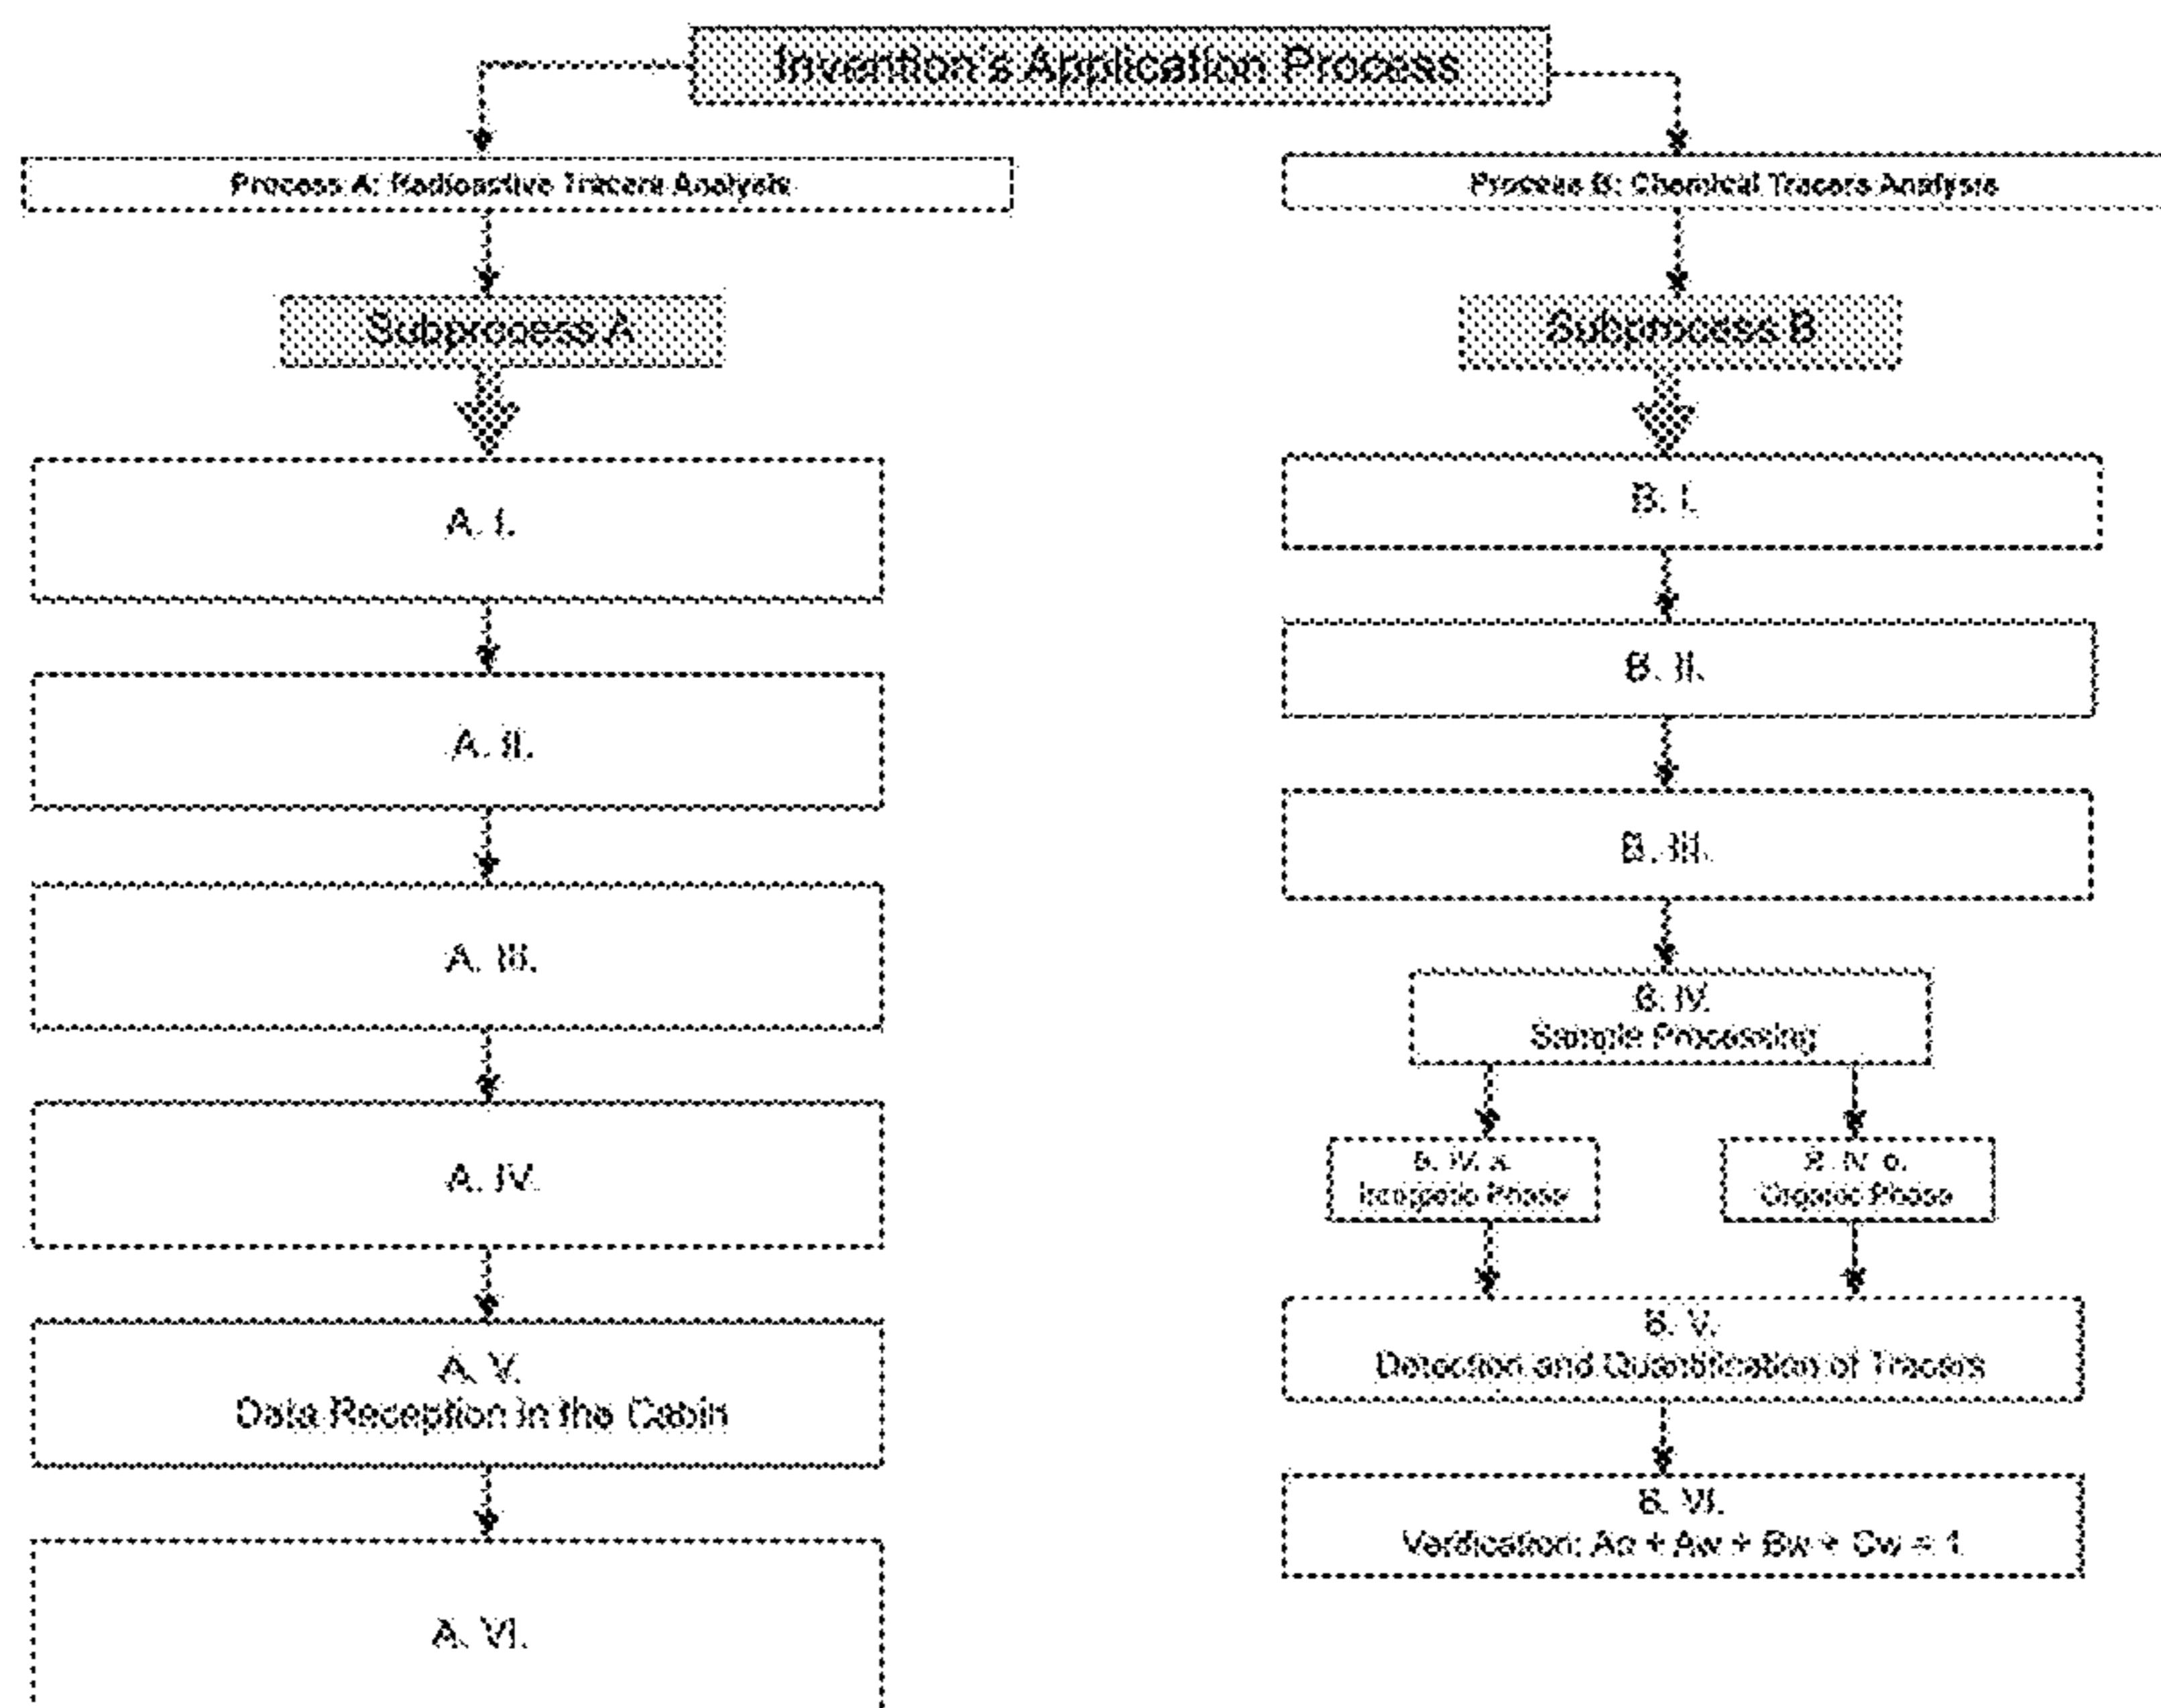 Invention's Application Process
Process A: Radioactive Tracers Analysis
Subprocess A
A. I.
A. II.
A. III.
A. IV.
A. V.
Data Reception in the Cabin
A. VI.
Process B: Chemical Tracers Analysis
Subprocess B
B. I.
B. II.
B. III.
B. IV.
Sample Processing
Inorganic Phase
Organic Phase
B. V.
Detection and Quantification of Tracers
B. VI.
Verification: Ao + Aw + Bw + Cw = 1